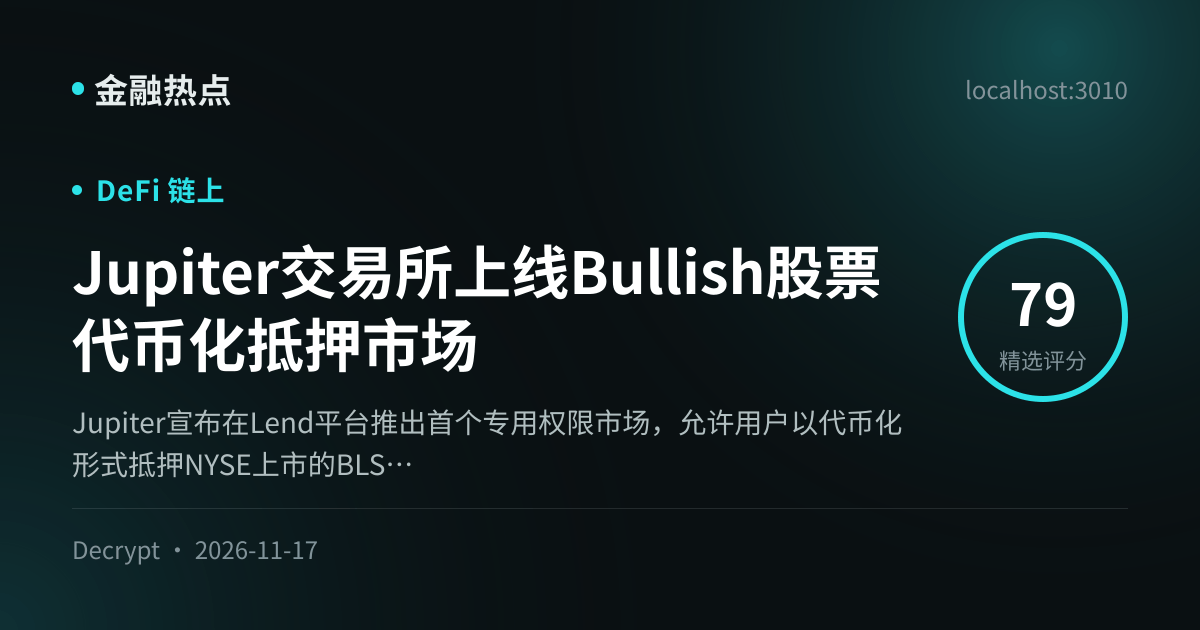 金融热点
localhost:3010
DeFi 链上
Jupiter交易所上线Bullish股票
代币化抵押市场
79
精选评分
Jupiter宣布在Lend平台推出首个专用权限市场，允许用户以代币化
形式抵押NYSE上市的BLS…
Decrypt • 2026-11-17